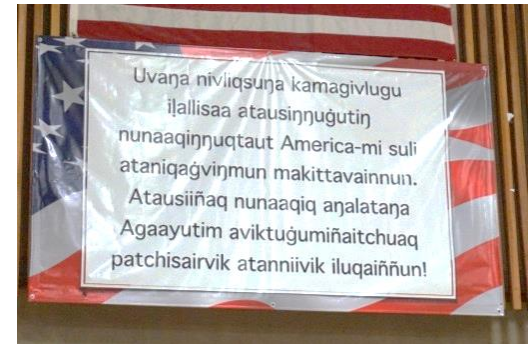 Uvaŋa nivliqsuŋa kamagivlugu
iḷallisaa atausiŋŋuġutiŋ
nunaaqiŋŋuqtaut America-mi suli
ataniqaġviŋmun makittavainnun.
Atausiiñaq nunaaqiq aŋalataŋa
Agaayutim aviktuġumiñaitchuaq
patchisairvik atanniivik iluqaiññun!